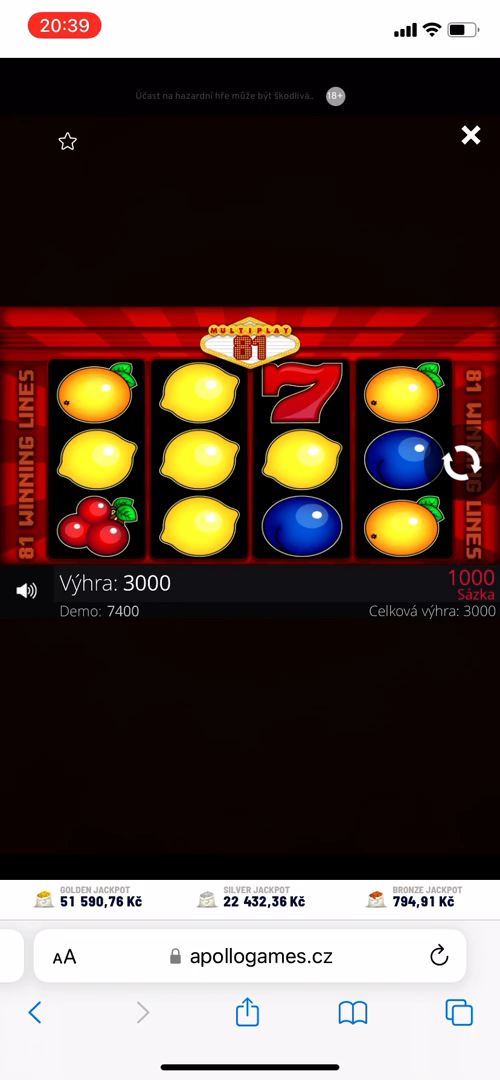 20:39
Účast na hazardní hře může být škodlivá..
18+
MULTIPLAY
81
81 WINNING LINES
81 WINNING LINES
Výhra: 3000
1000
Sázka
Demo: 7400
Celková výhra: 3000
GOLDEN JACKPOT
51 590,76 Kč
SILVER JACKPOT
22 432,36 Kč
BRONZE JACKPOT
794,91 Kč
AA
apollogames.cz